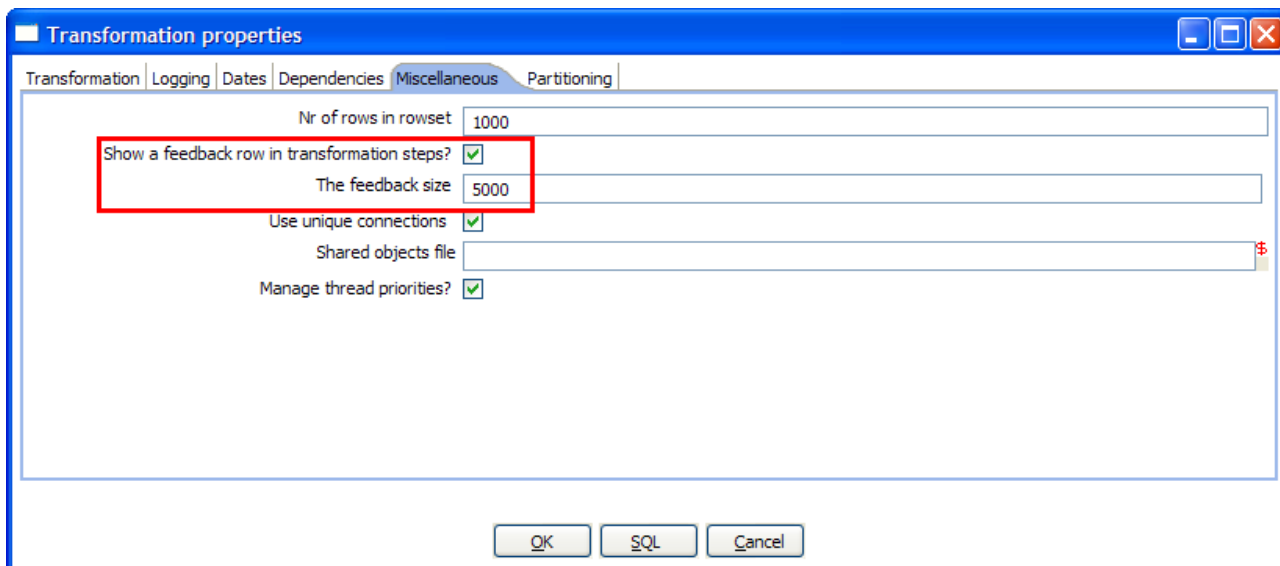 Transformation properties
Transformation Logging Dates Dependencies Miscellaneous Partitioning
Nr of rows in rowset 1000
Show a feedback row in transformation steps?
The feedback size 5000
Use unique connections
Shared objects file $
Manage thread priorities?
OK SQL Cancel